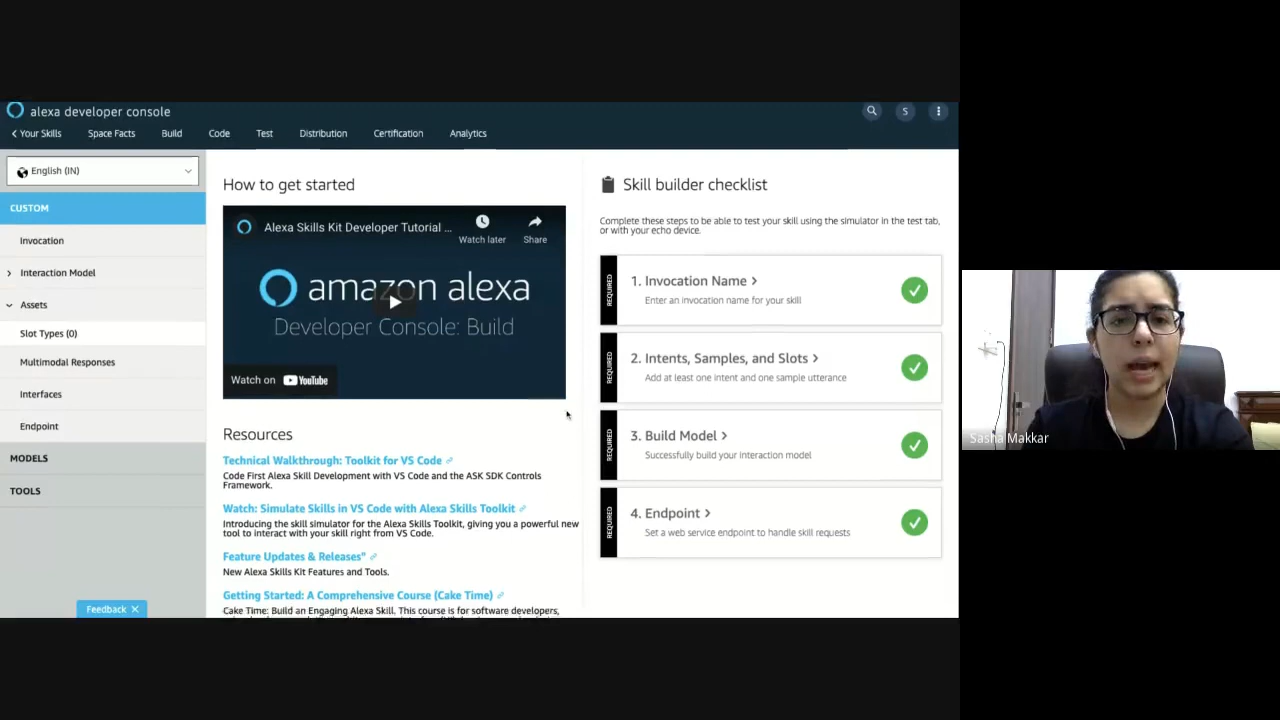 alexa developer console
S
Your Skills
Space Facts
Build
Code
Test
Distribution
Certification
Analytics
English (IN)
CUSTOM
Invocation
Interaction Model
Assets
Slot Types (0)
Multimodal Responses
Interfaces
Endpoint
MODELS
TOOLS
Feedback
How to get started
Alexa Skills Kit Developer Tutorial ...
Watch later
Share
amazon alexa
Developer Console: Build
Watch on YouTube
Resources
Technical Walkthrough: Toolkit for VS Code
Code First Alexa Skill Development with VS Code and the ASK SDK Controls
Framework.
Watch: Simulate Skills in VS Code with Alexa Skills Toolkit
Introducing the skill simulator for the Alexa Skills Toolkit, giving you a powerful new
tool to interact with your skill right from VS Code.
Feature Updates & Releases"
New Alexa Skills Kit Features and Tools.
Getting Started: A Comprehensive Course (Cake Time)
Cake Time: Build an Engaging Alexa Skill. This course is for software developers,
Skill builder checklist
Complete these steps to be able to test your skill using the simulator in the test tab,
or with your echo device.
REQUIRED
1. Invocation Name
Enter an invocation name for your skill
REQUIRED
2. Intents, Samples, and Slots
Add at least one intent and one sample utterance
REQUIRED
3. Build Model
Successfully build your interaction model
REQUIRED
4. Endpoint
Set a web service endpoint to handle skill requests
Sasha Makkar